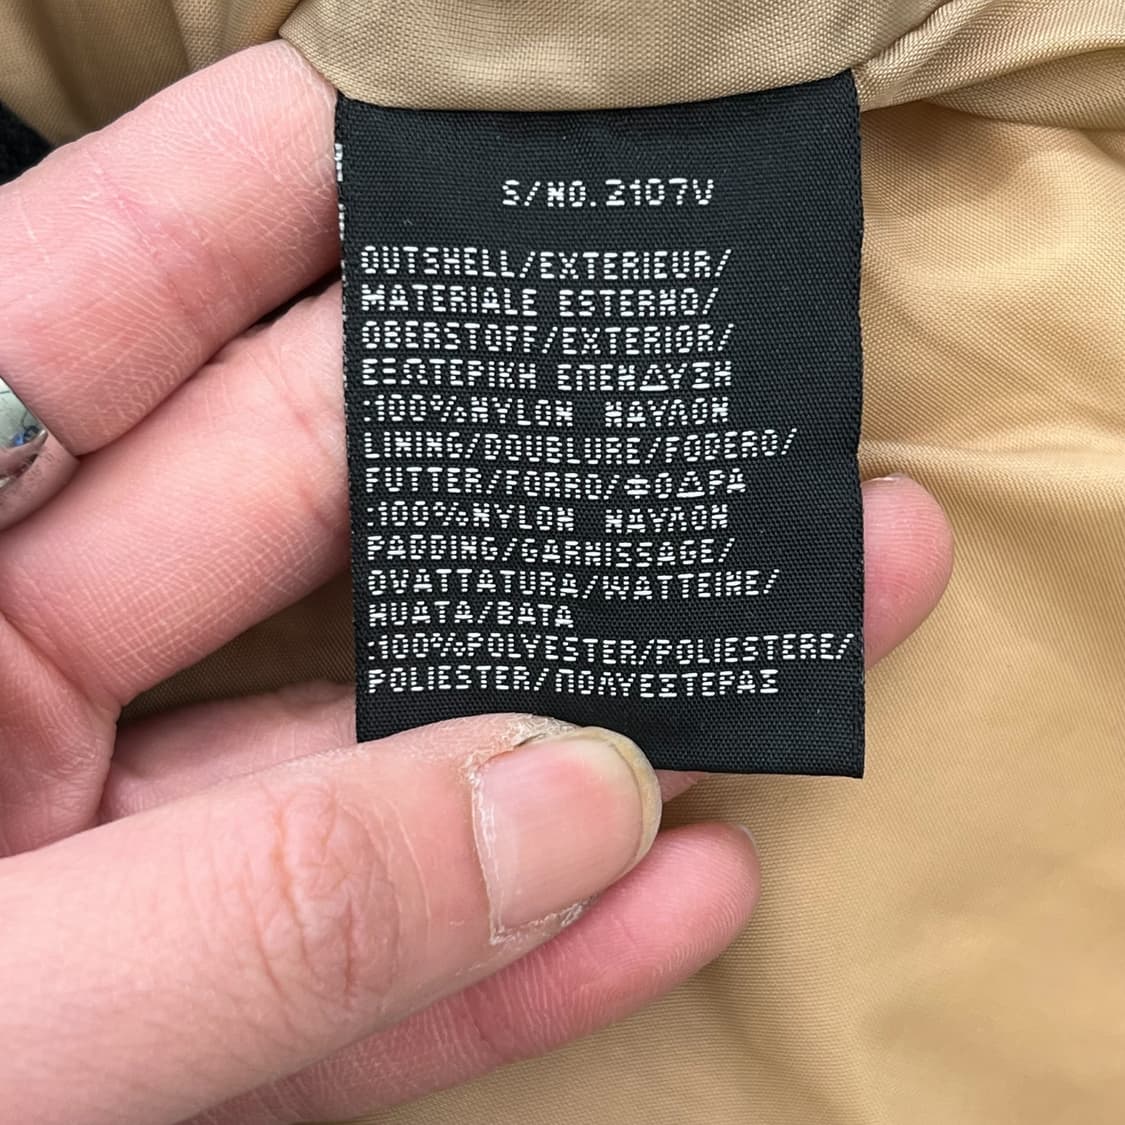 S/NO.2107V
OUTSHELL/EXTERIEUR/
MATERIALE ESTERNO/
OBERSTOFF/EXTERIOR/
ΕΞΩΤΕΡΙΚΗ ΕΠΕΝΔΥΣΗ
:100%NYLON ΝΑΥΛΟΝ
LINING/DOUBLURE/FODERO/
FUTTER/FORRO/ΦΟΔΡΑ
:100%NYLON ΝΑΥΛΟΝ
PADDING/GARNISSAGE/
OVATTATURA/WATTEINE/
HUATA/BATA
:100%POLYESTER/POLIESTERE/
POLIESTER/ΠΟΛΥΕΣΤΕΡΑΣ